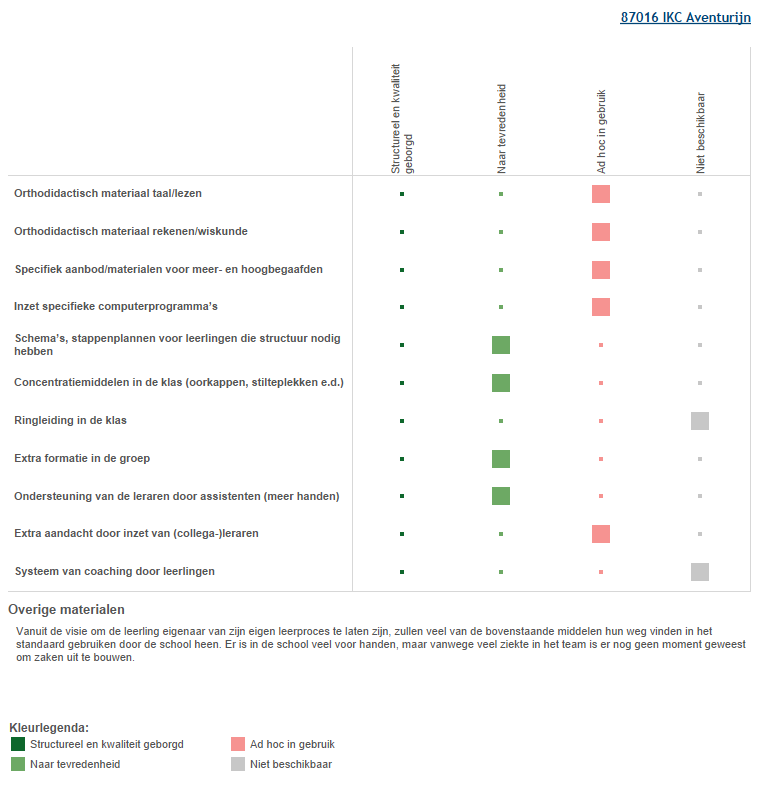 87016 IKC Aventurijn
Structureel en kwaliteit
geborgd
Naar tevredenheid
Ad hoc in gebruik
Niet beschikbaar
Orthodidactisch materiaal taal/lezen
Orthodidactisch materiaal rekenen/wiskunde
Specifiek aanbod/materialen voor meer- en hoogbegaafden
Inzet specifieke computerprogramma's
Schema's, stappenplannen voor leerlingen die structuur nodig
hebben
Concentratiemiddelen in de klas (oorkappen, stilteplekken e.d.)
Ringleiding in de klas
Extra formatie in de groep
Ondersteuning van de leraren door assistenten (meer handen)
Extra aandacht door inzet van (collega-)leraren
Systeem van coaching door leerlingen
Overige materialen
Vanuit de visie om de leerling eigenaar van zijn eigen leerproces te laten zijn, zullen veel van de bovenstaande middelen hun weg vinden in het
standaard gebruiken door de school heen. Er is in de school veel voor handen, maar vanwege veel ziekte in het team is er nog geen moment geweest
om zaken uit te bouwen.
Kleurlegenda:
Structureel en kwaliteit geborgd
Ad hoc in gebruik
Naar tevredenheid
Niet beschikbaar